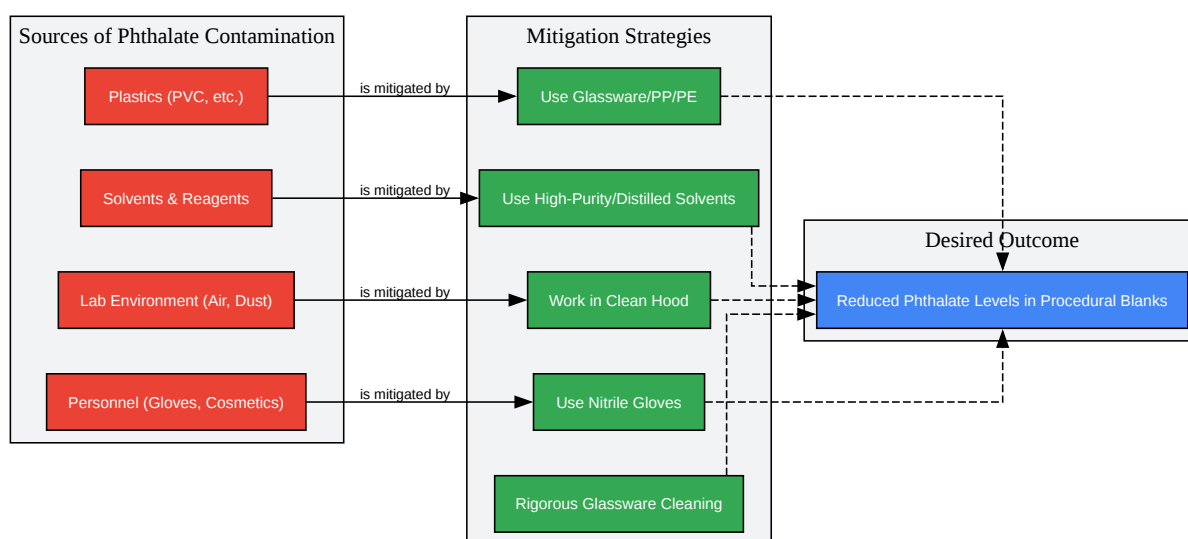 Sources of Phthalate Contamination
Plastics (PVC, etc.)
Solvents & Reagents
Lab Environment (Air, Dust)
Personnel (Gloves, Cosmetics)
is mitigated by
is mitigated by
is mitigated by
is mitigated by
Mitigation Strategies
Use Glassware/PP/PE
Use High-Purity/Distilled Solvents
Work in Clean Hood
Use Nitrile Gloves
Rigorous Glassware Cleaning
Desired Outcome
Reduced Phthalate Levels in Procedural Blanks